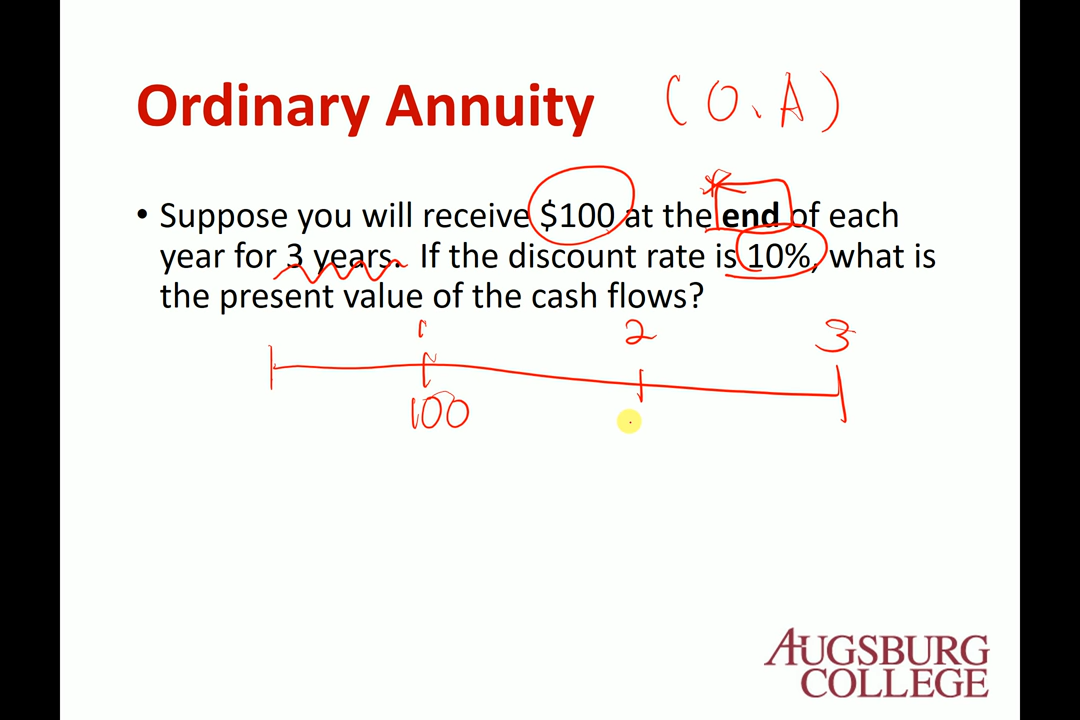 Ordinary Annuity (O.A)
• Suppose you will receive $100 at the end of each
year for 3 years. If the discount rate is 10%, what is
the present value of the cash flows?
1 2 3
100
AUGSBURG
COLLEGE